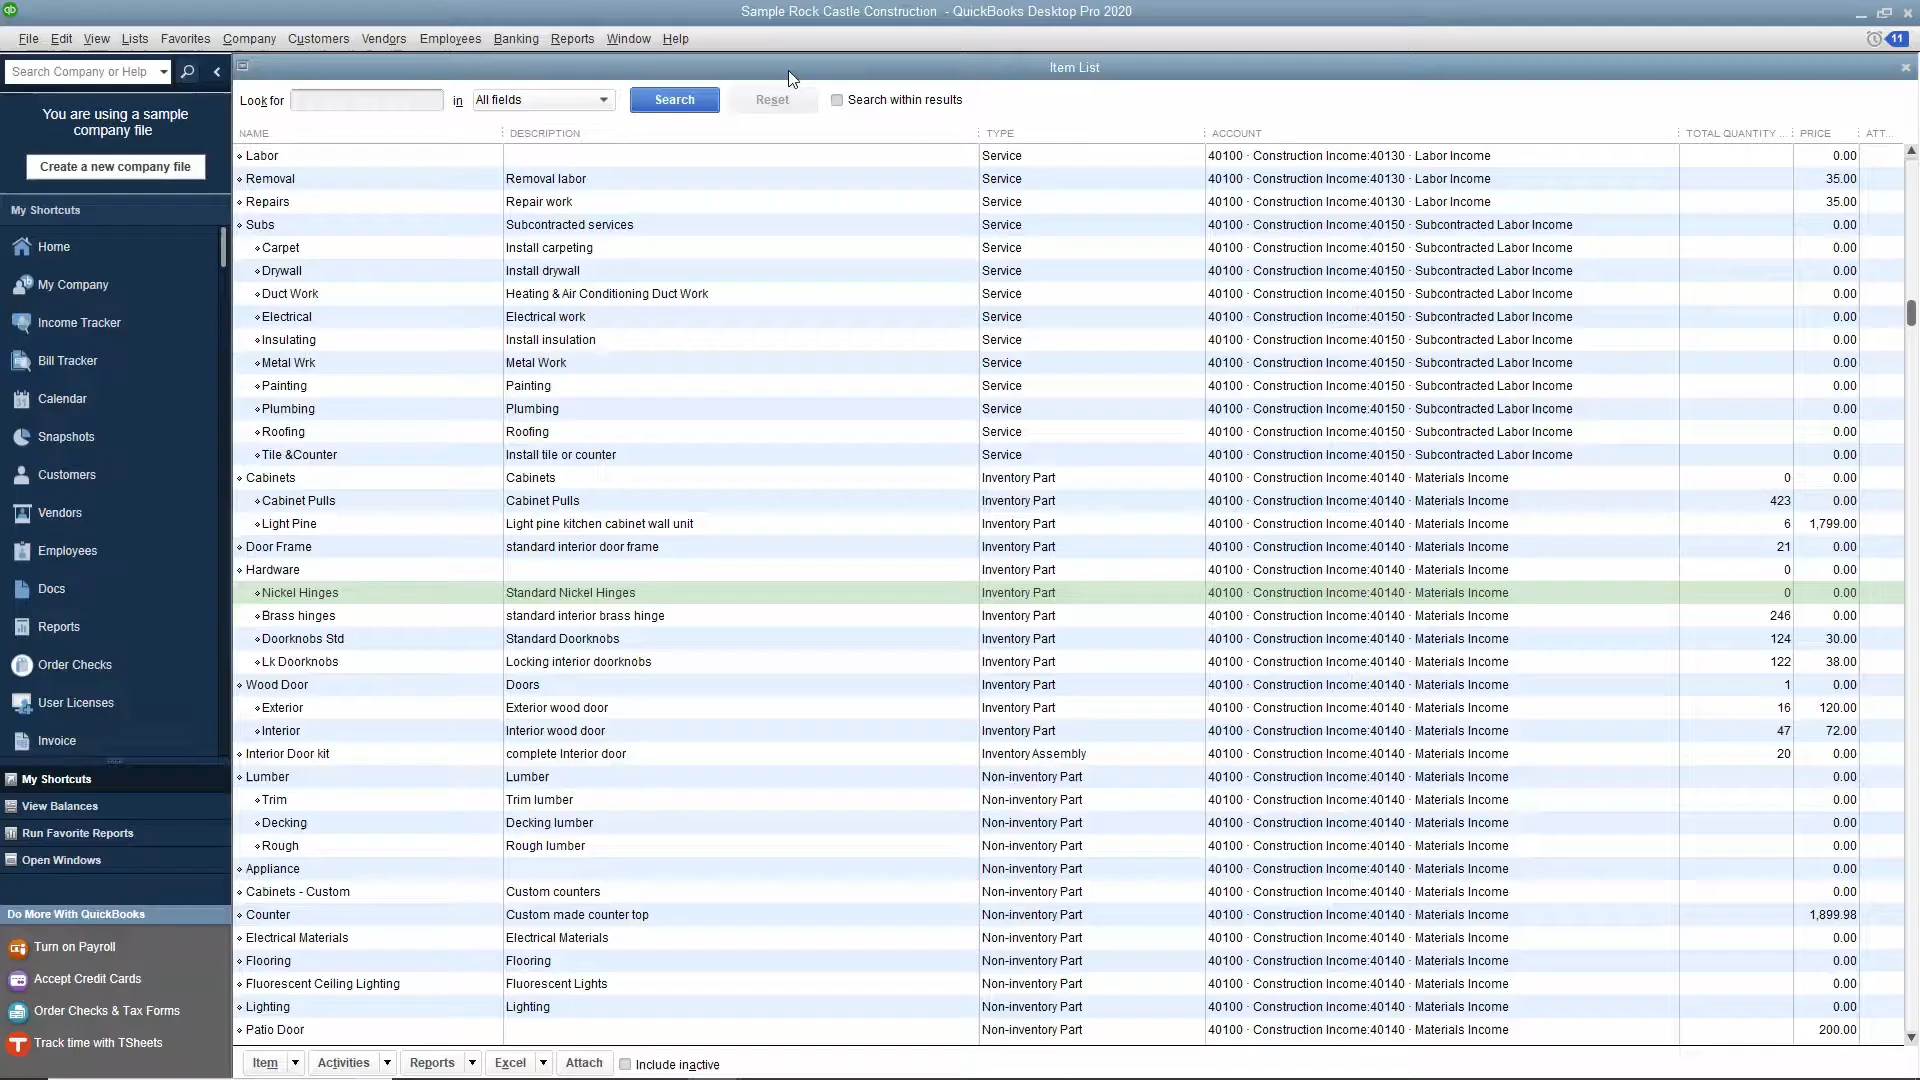 Sample Rock Castle Construction - QuickBooks Desktop Pro 2020
File Edit View Lists Favorites Company Customers Vendors Employees Banking Reports Window Help
11
Search Company or Help
You are using a sample
company file
Create a new company file
My Shortcuts
Home
My Company
Income Tracker
Bill Tracker
Calendar
Snapshots
Customers
Vendors
Employees
Docs
Reports
Order Checks
User Licenses
Invoice
My Shortcuts
View Balances
Run Favorite Reports
Open Windows
Do More With QuickBooks
Turn on Payroll
Accept Credit Cards
Order Checks & Tax Forms
Track time with TSheets
Item List
Look for in All fields Search Reset Search within results
NAME DESCRIPTION TYPE ACCOUNT TOTAL QUANTITY ... PRICE ATT...
Labor Service 40100 · Construction Income:40130 · Labor Income 0.00
Removal Removal labor Service 40100 · Construction Income:40130 · Labor Income 35.00
Repairs Repair work Service 40100 · Construction Income:40130 · Labor Income 35.00
Subs Subcontracted services Service 40100 · Construction Income:40150 · Subcontracted Labor Income 0.00
Carpet Install carpeting Service 40100 · Construction Income:40150 · Subcontracted Labor Income 0.00
Drywall Install drywall Service 40100 · Construction Income:40150 · Subcontracted Labor Income 0.00
Duct Work Heating & Air Conditioning Duct Work Service 40100 · Construction Income:40150 · Subcontracted Labor Income 0.00
Electrical Electrical work Service 40100 · Construction Income:40150 · Subcontracted Labor Income 0.00
Insulating Install insulation Service 40100 · Construction Income:40150 · Subcontracted Labor Income 0.00
Metal Wrk Metal Work Service 40100 · Construction Income:40150 · Subcontracted Labor Income 0.00
Painting Painting Service 40100 · Construction Income:40150 · Subcontracted Labor Income 0.00
Plumbing Plumbing Service 40100 · Construction Income:40150 · Subcontracted Labor Income 0.00
Roofing Roofing Service 40100 · Construction Income:40150 · Subcontracted Labor Income 0.00
Tile &Counter Install tile or counter Service 40100 · Construction Income:40150 · Subcontracted Labor Income 0.00
Cabinets Cabinets Inventory Part 40100 · Construction Income:40140 · Materials Income 0 0.00
Cabinet Pulls Cabinet Pulls Inventory Part 40100 · Construction Income:40140 · Materials Income 423 0.00
Light Pine Light pine kitchen cabinet wall unit Inventory Part 40100 · Construction Income:40140 · Materials Income 6 1,799.00
Door Frame standard interior door frame Inventory Part 40100 · Construction Income:40140 · Materials Income 21 0.00
Hardware Inventory Part 40100 · Construction Income:40140 · Materials Income 0 0.00
Nickel Hinges Standard Nickel Hinges Inventory Part 40100 · Construction Income:40140 · Materials Income 0 0.00
Brass hinges standard interior brass hinge Inventory Part 40100 · Construction Income:40140 · Materials Income 246 0.00
Doorknobs Std Standard Doorknobs Inventory Part 40100 · Construction Income:40140 · Materials Income 124 30.00
Lk Doorknobs Locking interior doorknobs Inventory Part 40100 · Construction Income:40140 · Materials Income 122 38.00
Wood Door Doors Inventory Part 40100 · Construction Income:40140 · Materials Income 1 0.00
Exterior Exterior wood door Inventory Part 40100 · Construction Income:40140 · Materials Income 16 120.00
Interior Interior wood door Inventory Part 40100 · Construction Income:40140 · Materials Income 47 72.00
Interior Door kit complete Interior door Inventory Assembly 40100 · Construction Income:40140 · Materials Income 20 0.00
Lumber Lumber Non-inventory Part 40100 · Construction Income:40140 · Materials Income 0.00
Trim Trim lumber Non-inventory Part 40100 · Construction Income:40140 · Materials Income 0.00
Decking Decking lumber Non-inventory Part 40100 · Construction Income:40140 · Materials Income 0.00
Rough Rough lumber Non-inventory Part 40100 · Construction Income:40140 · Materials Income 0.00
Appliance Non-inventory Part 40100 · Construction Income:40140 · Materials Income 0.00
Cabinets - Custom Custom counters Non-inventory Part 40100 · Construction Income:40140 · Materials Income 0.00
Counter Custom made counter top Non-inventory Part 40100 · Construction Income:40140 · Materials Income 1,899.98
Electrical Materials Electrical Materials Non-inventory Part 40100 · Construction Income:40140 · Materials Income 0.00
Flooring Flooring Non-inventory Part 40100 · Construction Income:40140 · Materials Income 0.00
Fluorescent Ceiling Lighting Fluorescent Lights Non-inventory Part 40100 · Construction Income:40140 · Materials Income 0.00
Lighting Lighting Non-inventory Part 40100 · Construction Income:40140 · Materials Income 0.00
Patio Door Non-inventory Part 40100 · Construction Income:40140 · Materials Income 200.00
Item Activities Reports Excel Attach Include inactive